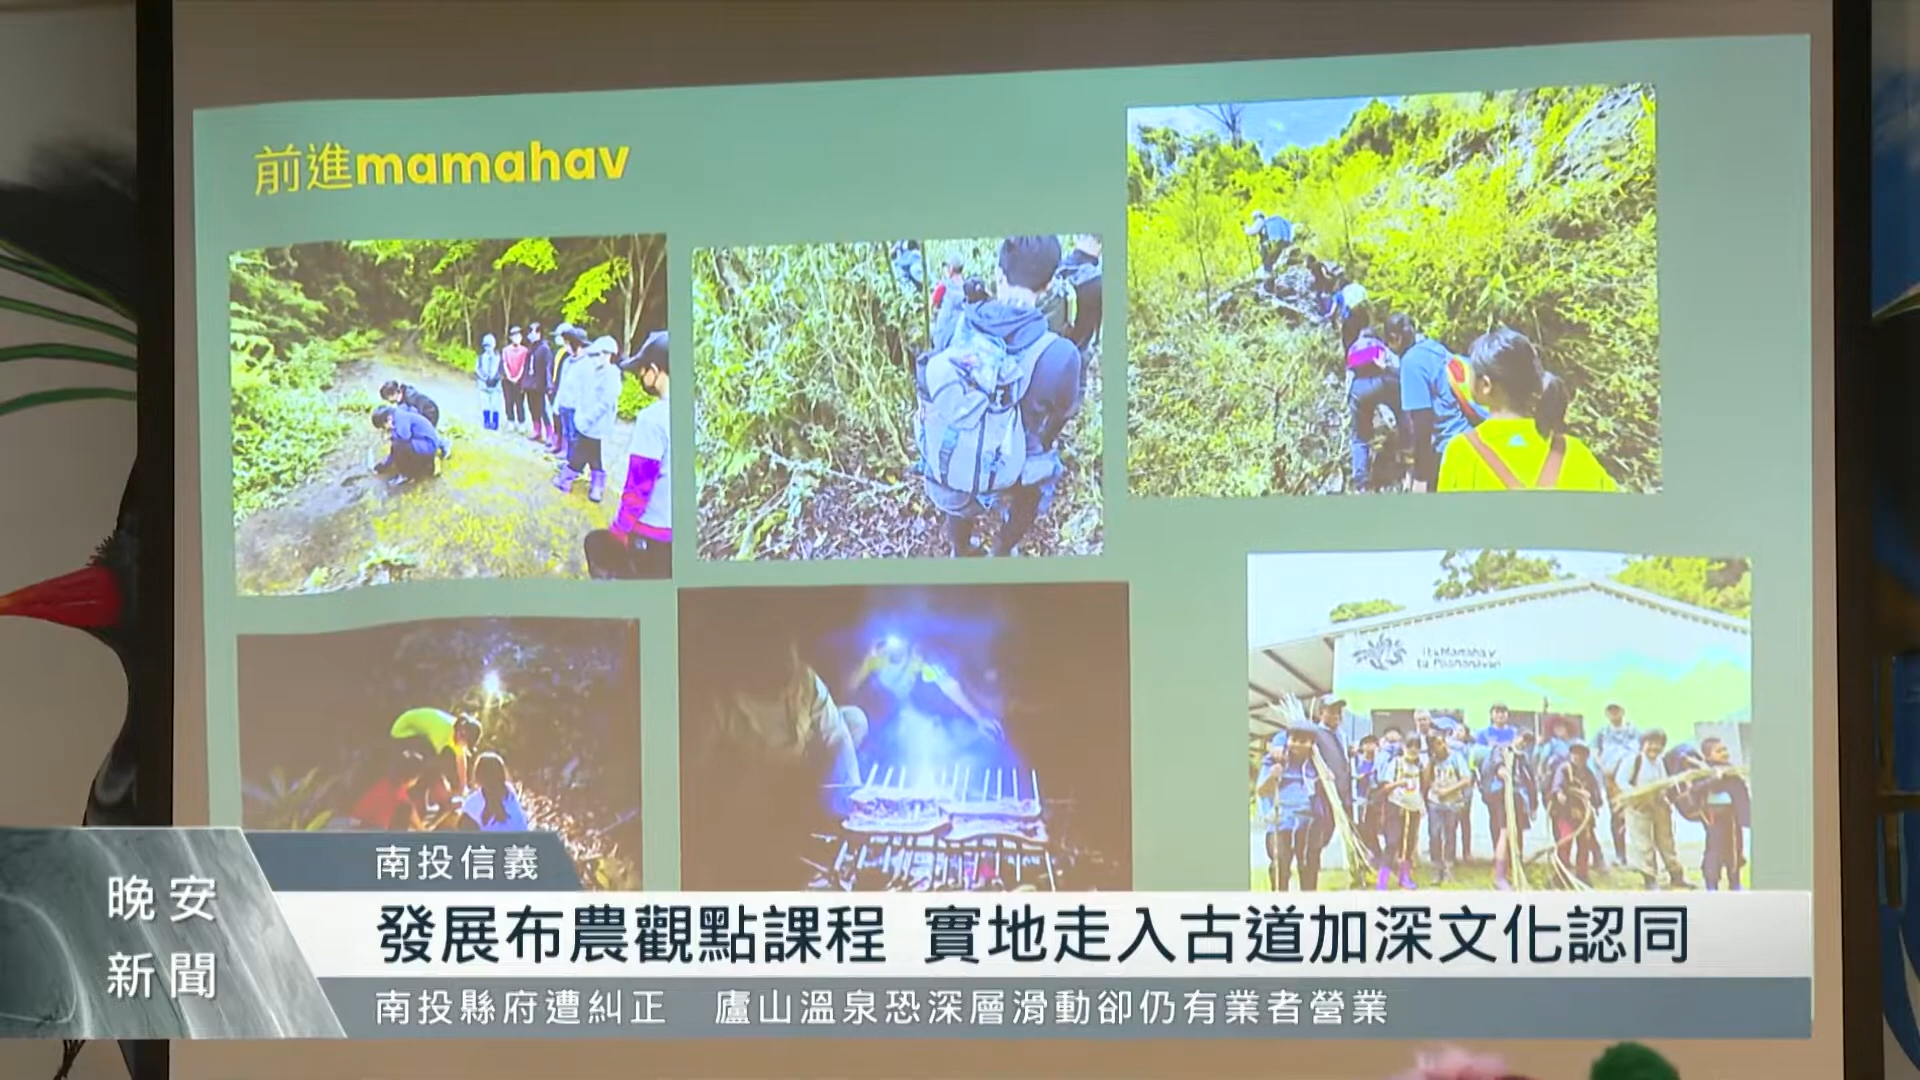 前進mamahav
南投信義
晚安
新聞
發展布農觀點課程 實地走入古道加深文化認同
南投縣府遭糾正 廬山溫泉恐深層滑動卻仍有業者營業